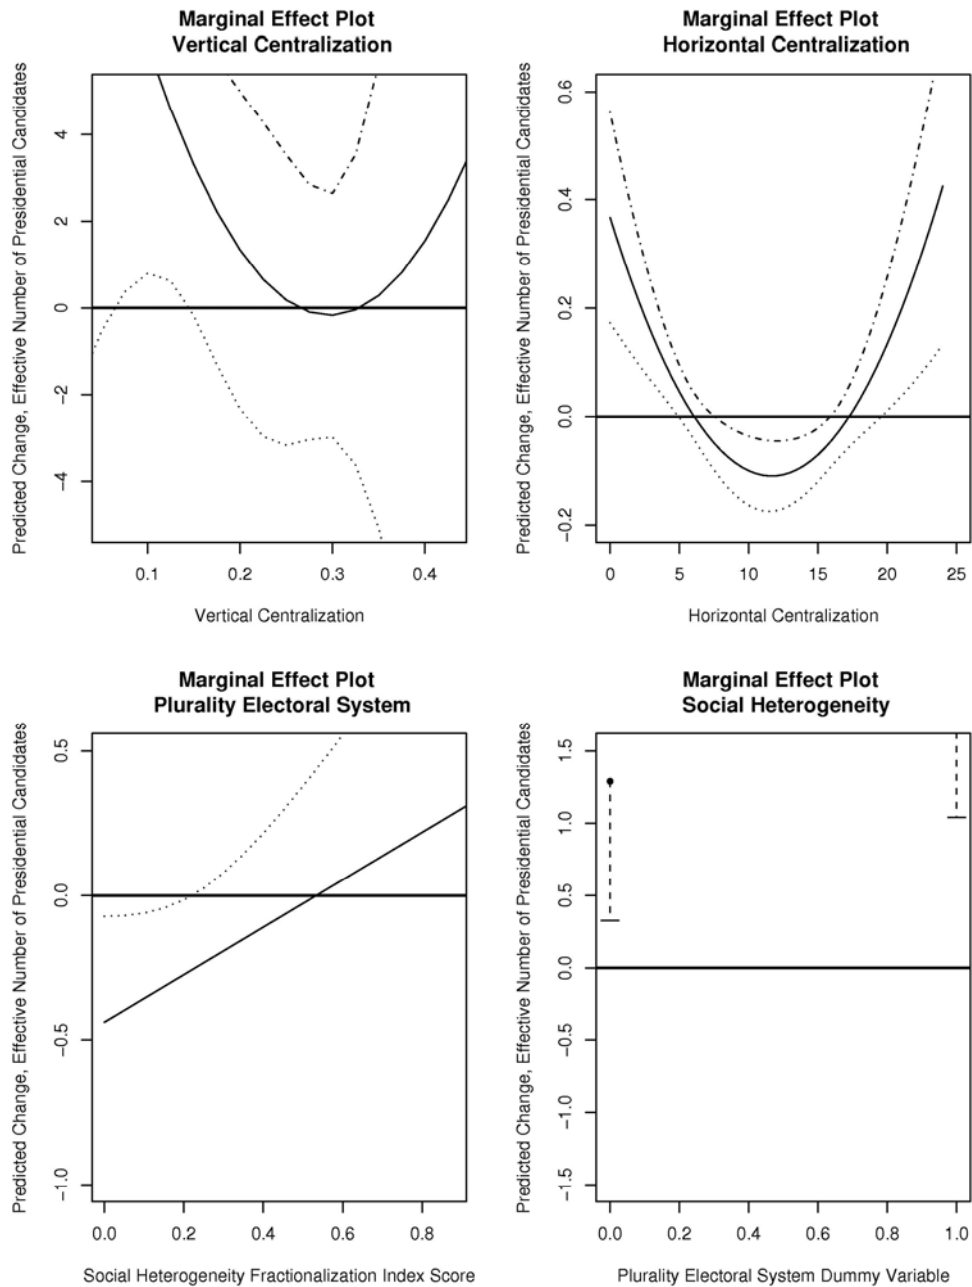 Marginal Effect Plot
Vertical Centralization
Predicted Change, Effective Number of Presidential Candidates
4
2
0
−2
−4
0.1 0.2 0.3 0.4
Vertical Centralization
Marginal Effect Plot
Horizontal Centralization
Predicted Change, Effective Number of Presidential Candidates
0.6
0.4
0.2
0.0
−0.2
0 5 10 15 20 25
Horizontal Centralization
Marginal Effect Plot
Plurality Electoral System
Predicted Change, Effective Number of Presidential Candidates
0.5
0.0
−0.5
−1.0
0.0 0.2 0.4 0.6 0.8
Social Heterogeneity Fractionalization Index Score
Marginal Effect Plot
Social Heterogeneity
Predicted Change, Effective Number of Presidential Candidates
1.5
1.0
0.5
0.0
−0.5
−1.0
−1.5
0.0 0.2 0.4 0.6 0.8 1.0
Plurality Electoral System Dummy Variable